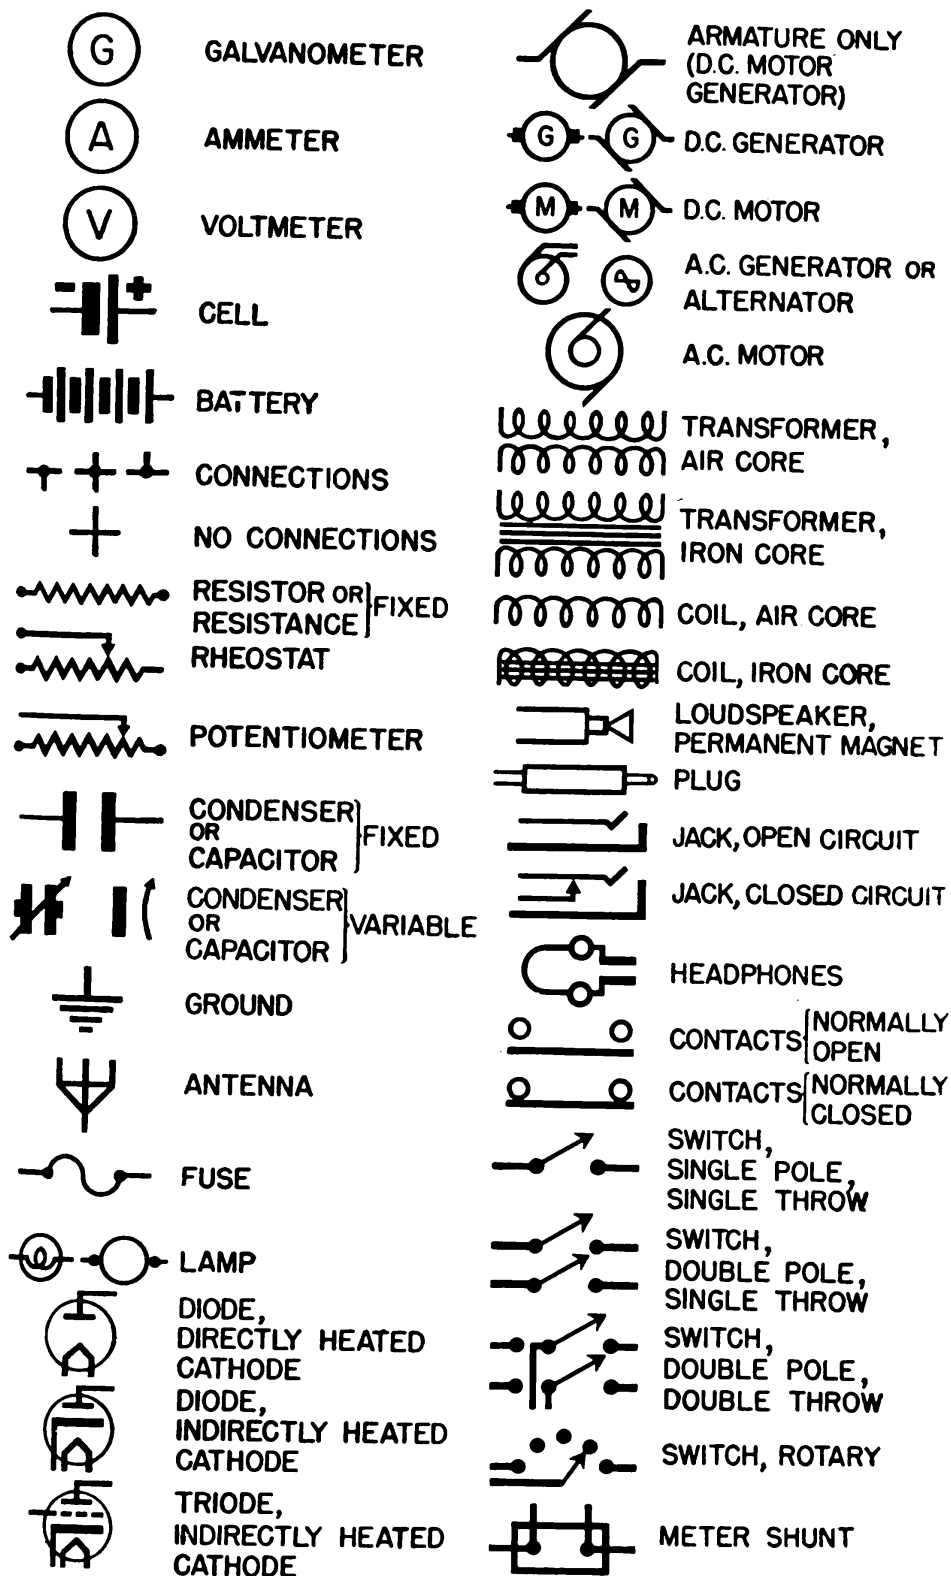 G GALVANOMETER
A AMMETER
V VOLTMETER
- + CELL
BATTERY
CONNECTIONS
NO CONNECTIONS
RESISTOR OR
RESISTANCE
FIXED
RHEOSTAT
POTENTIOMETER
CONDENSER
OR
CAPACITOR
FIXED
CONDENSER
OR
CAPACITOR
VARIABLE
GROUND
ANTENNA
FUSE
LAMP
DIODE,
DIRECTLY HEATED
CATHODE
DIODE,
INDIRECTLY HEATED
CATHODE
TRIODE,
INDIRECTLY HEATED
CATHODE
ARMATURE ONLY
(D.C. MOTOR
GENERATOR)
G G D.C. GENERATOR
M M D.C. MOTOR
A.C. GENERATOR OR
ALTERNATOR
A.C. MOTOR
TRANSFORMER,
AIR CORE
TRANSFORMER,
IRON CORE
COIL, AIR CORE
COIL, IRON CORE
LOUDSPEAKER,
PERMANENT MAGNET
PLUG
JACK, OPEN CIRCUIT
JACK, CLOSED CIRCUIT
HEADPHONES
CONTACTS
NORMALLY
OPEN
CONTACTS
NORMALLY
CLOSED
SWITCH,
SINGLE POLE,
SINGLE THROW
SWITCH,
DOUBLE POLE,
SINGLE THROW
SWITCH,
DOUBLE POLE,
DOUBLE THROW
SWITCH, ROTARY
METER SHUNT